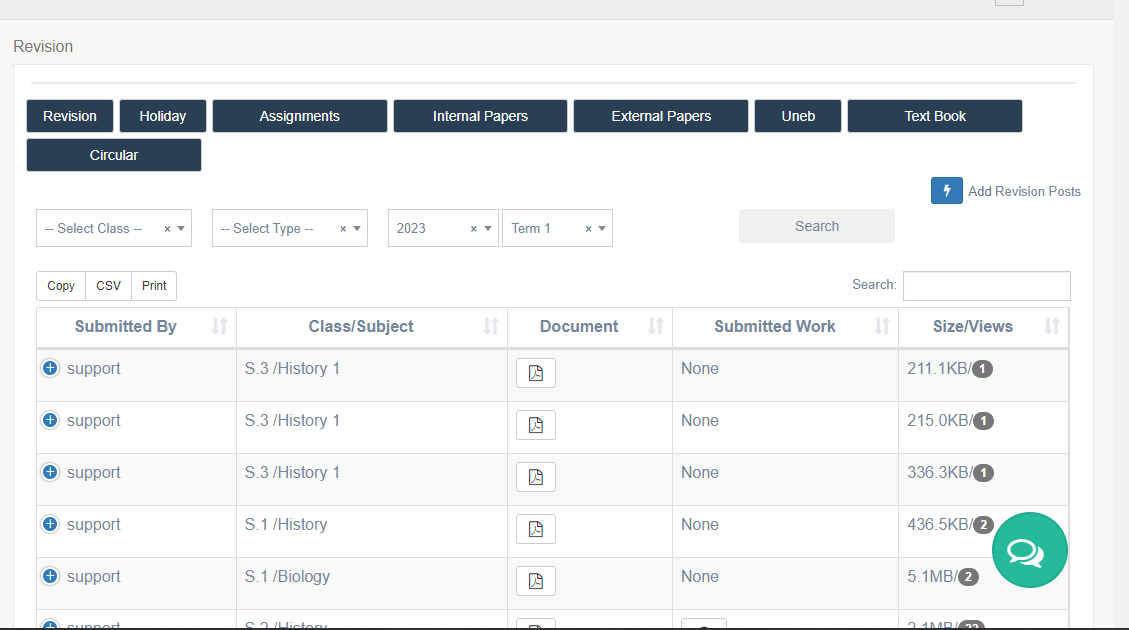 Revision
Revision Holiday Assignments Internal Papers External Papers Uneb Text Book
Circular
Add Revision Posts
-- Select Class -- × -- Select Type -- × 2023 × Term 1 × Search
Copy CSV Print Search:
Submitted By Class/Subject Document Submitted Work Size/Views
support S.3 /History 1 None 211.1KB/ 1
support S.3 /History 1 None 215.0KB/ 1
support S.3 /History 1 None 336.3KB/ 1
support S.1 /History None 436.5KB/ 2
support S.1 /Biology None 5.1MB/ 2
support S.2 /History